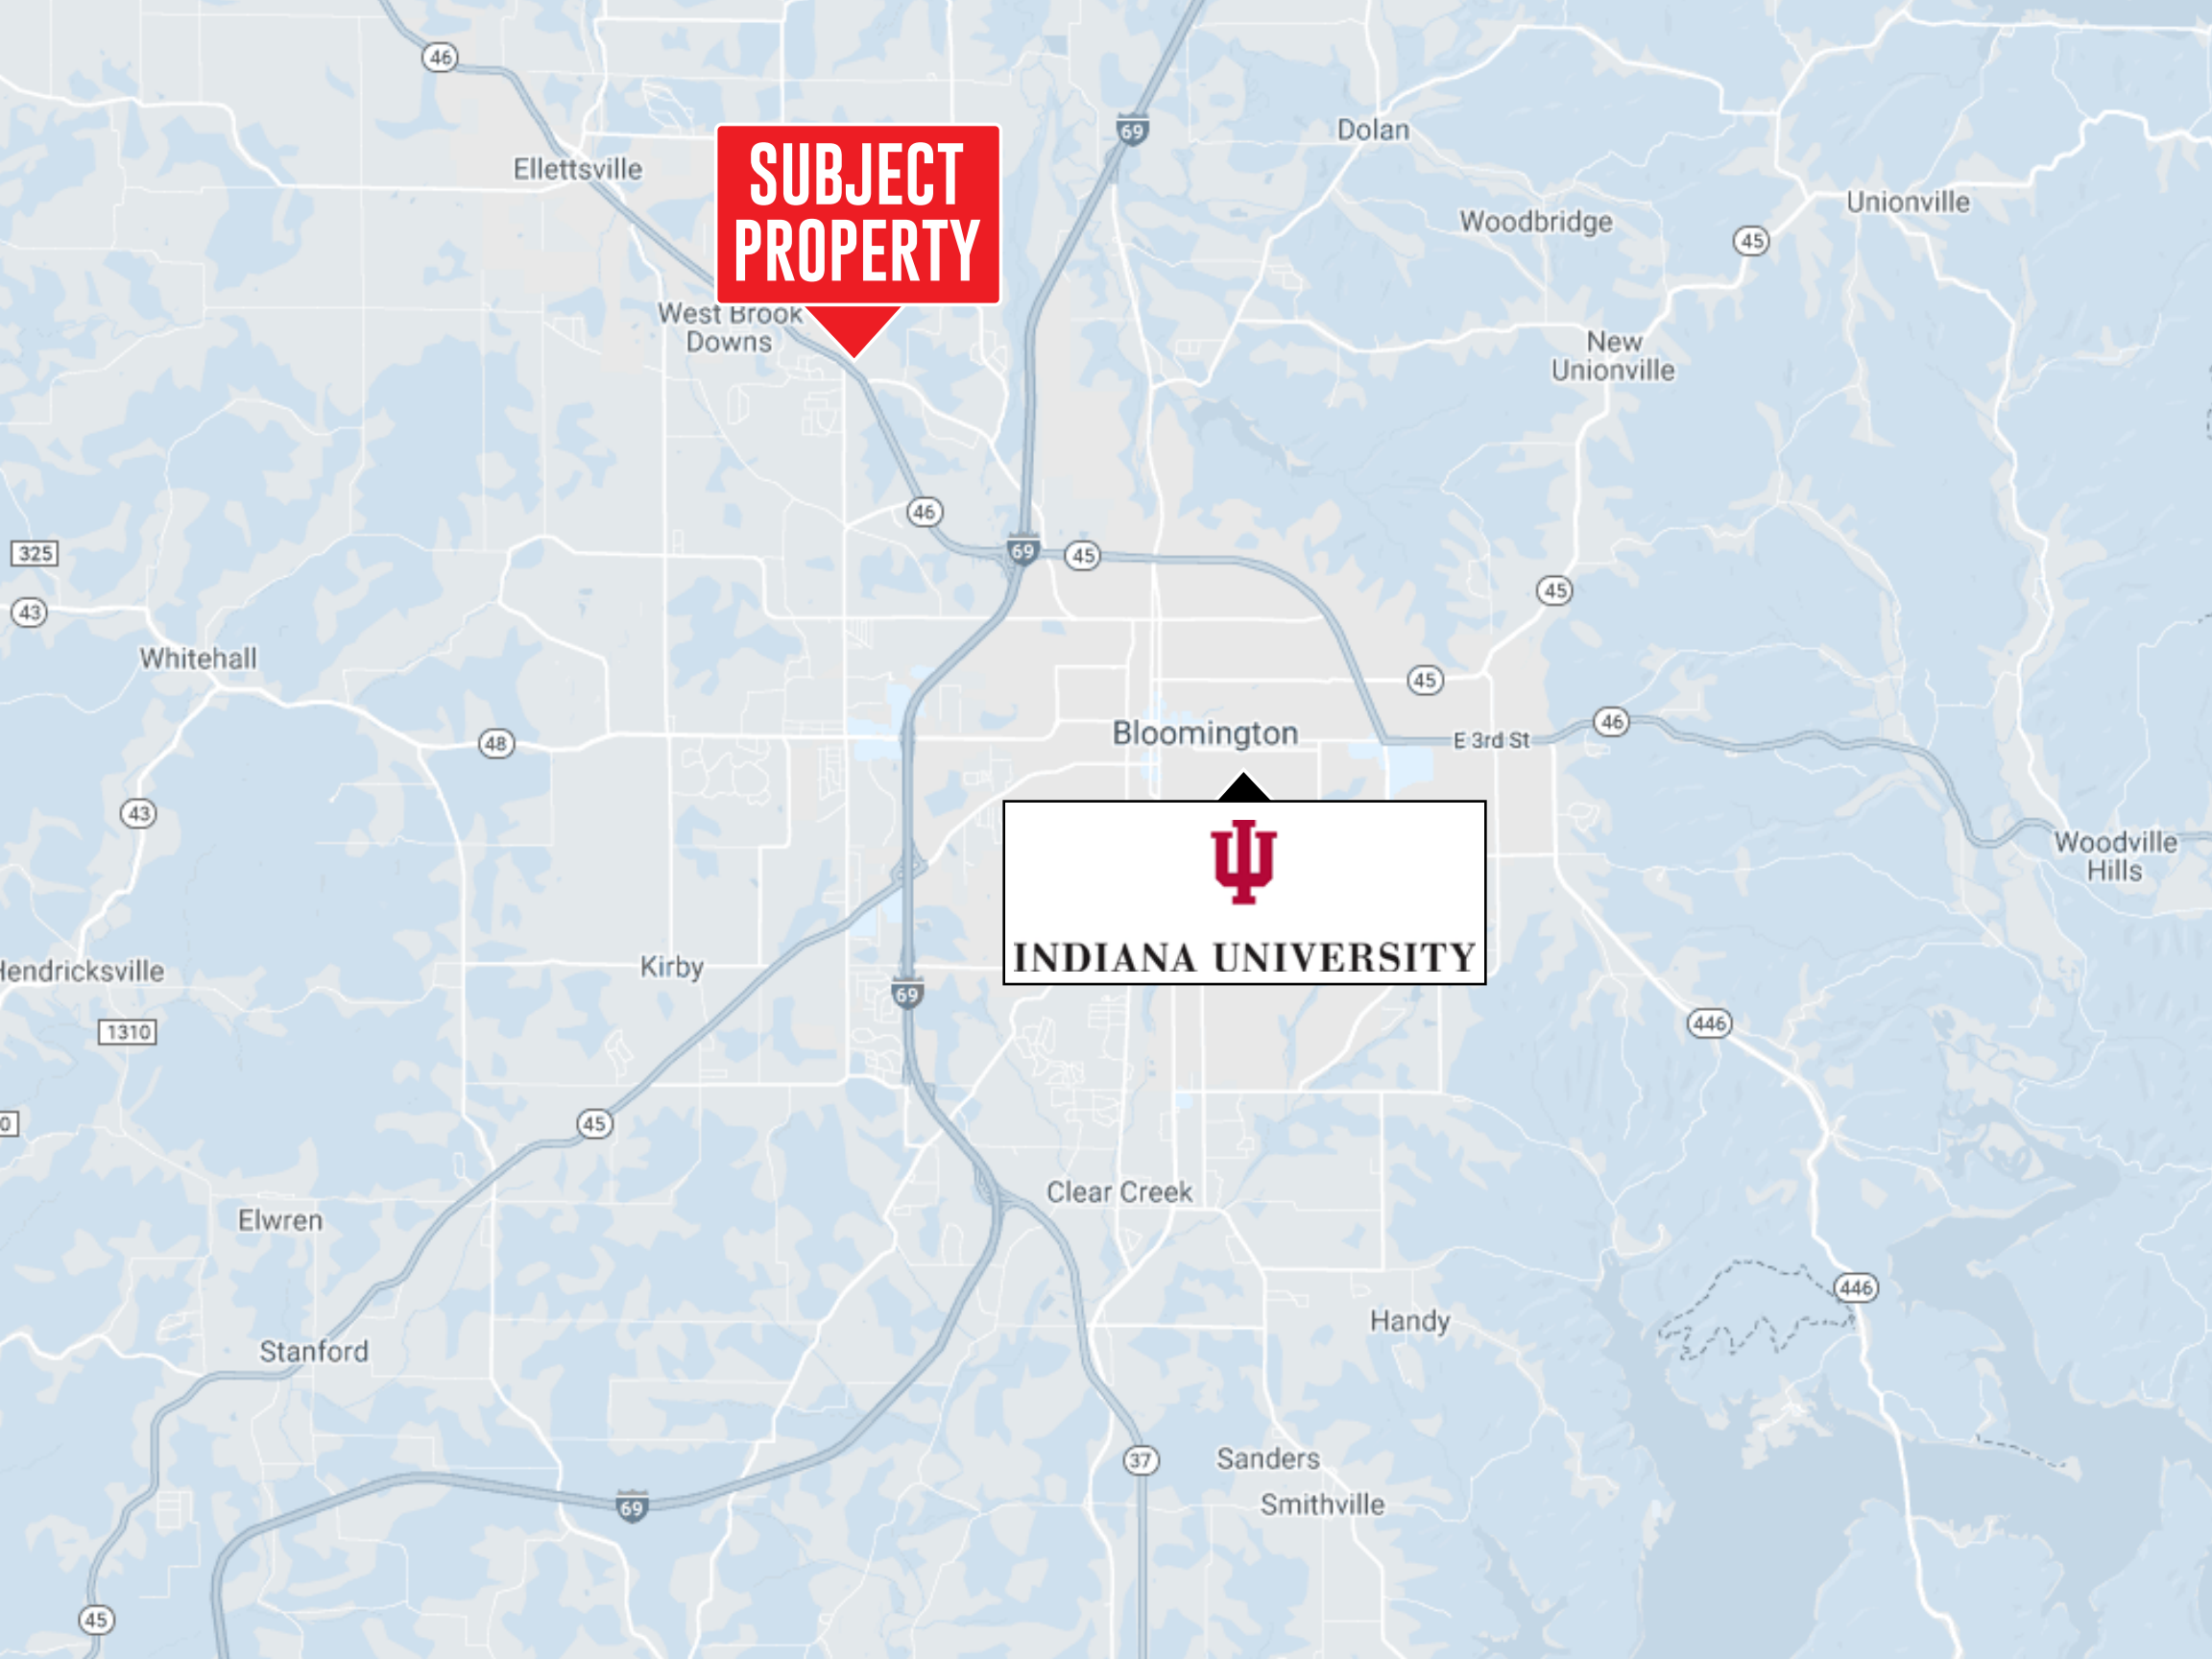 46
69
Dolan
SUBJECT
PROPERTY
Ellettsville
Unionville
Woodbridge
45
West Brook
Downs
New
Unionville
46
325
69
45
45
43
Whitehall
45
46
Bloomington
E 3rd St
48
43
Woodville
Hills
INDIANA UNIVERSITY
Kirby
Hendricksville
69
446
1310
45
0
Clear Creek
Elwren
446
Handy
Stanford
37
Sanders
69
Smithville
45